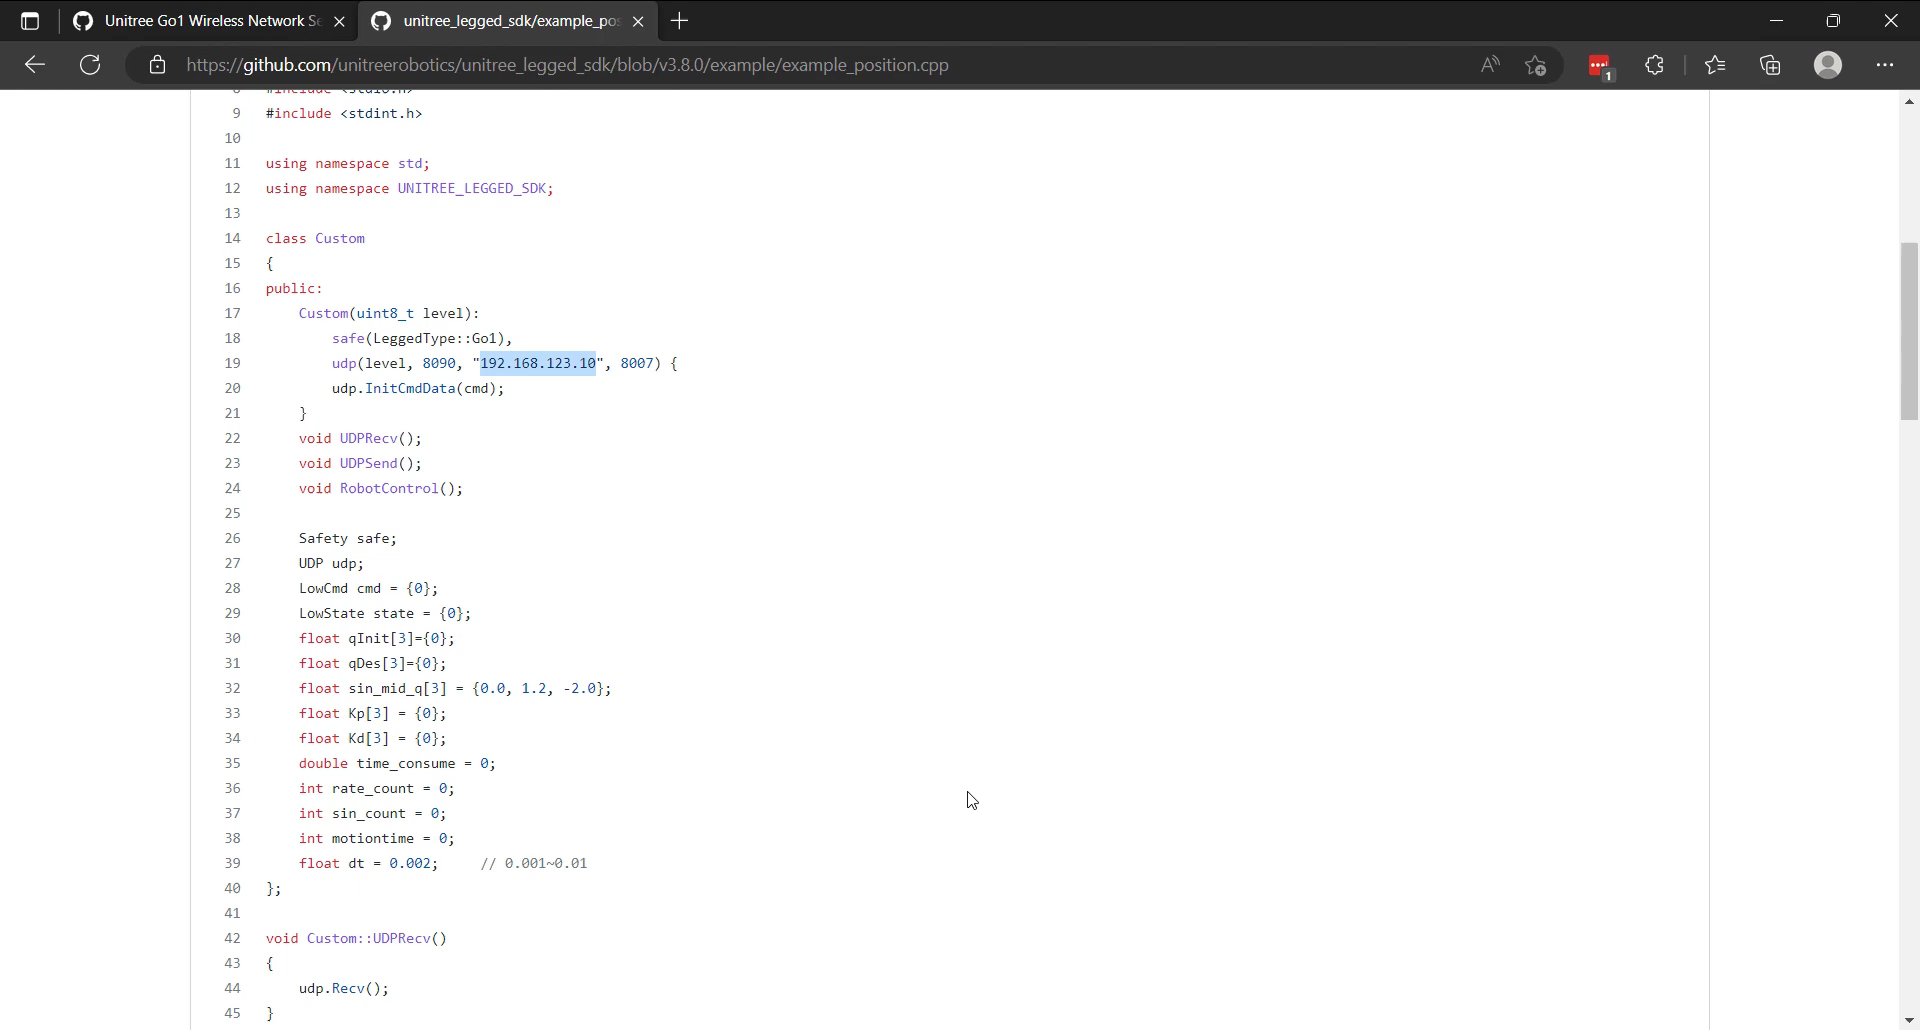 Unitree Go1 Wireless Network Se
unitree_legged_sdk/example_pos
https://github.com/unitreerobotics/unitree_legged_sdk/blob/v3.8.0/example/example_position.cpp
1
8 #include <stdio.h>
9 #include <stdint.h>
10
11 using namespace std;
12 using namespace UNITREE_LEGGED_SDK;
13
14 class Custom
15 {
16 public:
17 Custom(uint8_t level):
18 safe(LeggedType::Go1),
19 udp(level, 8090, "192.168.123.10", 8007) {
20 udp.InitCmdData(cmd);
21 }
22 void UDPRecv();
23 void UDPSend();
24 void RobotControl();
25
26 Safety safe;
27 UDP udp;
28 LowCmd cmd = {0};
29 LowState state = {0};
30 float qInit[3]={0};
31 float qDes[3]={0};
32 float sin_mid_q[3] = {0.0, 1.2, -2.0};
33 float Kp[3] = {0};
34 float Kd[3] = {0};
35 double time_consume = 0;
36 int rate_count = 0;
37 int sin_count = 0;
38 int motiontime = 0;
39 float dt = 0.002; // 0.001~0.01
40 };
41
42 void Custom::UDPRecv()
43 {
44 udp.Recv();
45 }